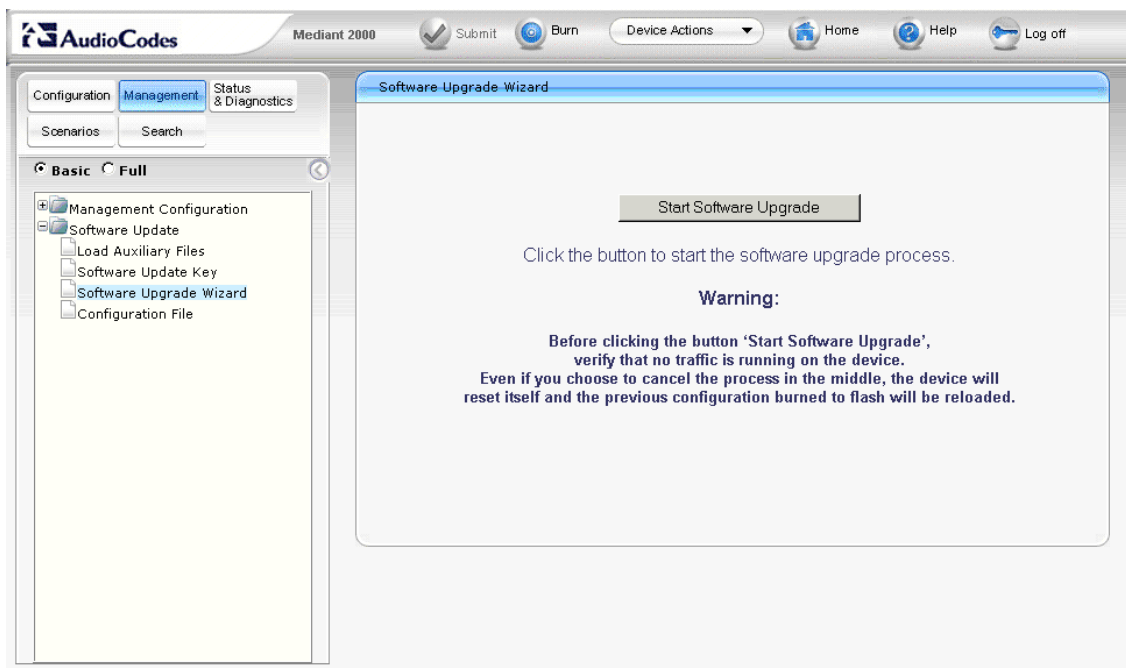 AudioCodes
Mediant 2000
Submit
Burn
Device Actions
Home
Help
Log off
Configuration
Management
Status
& Diagnostics
Scenarios
Search
Basic
Full
Management Configuration
Software Update
Load Auxiliary Files
Software Update Key
Software Upgrade Wizard
Configuration File
Software Upgrade Wizard
Start Software Upgrade
Click the button to start the software upgrade process.
Warning:
Before clicking the button ‘Start Software Upgrade’,
verify that no traffic is running on the device.
Even if you choose to cancel the process in the middle, the device will
reset itself and the previous configuration burned to flash will be reloaded.